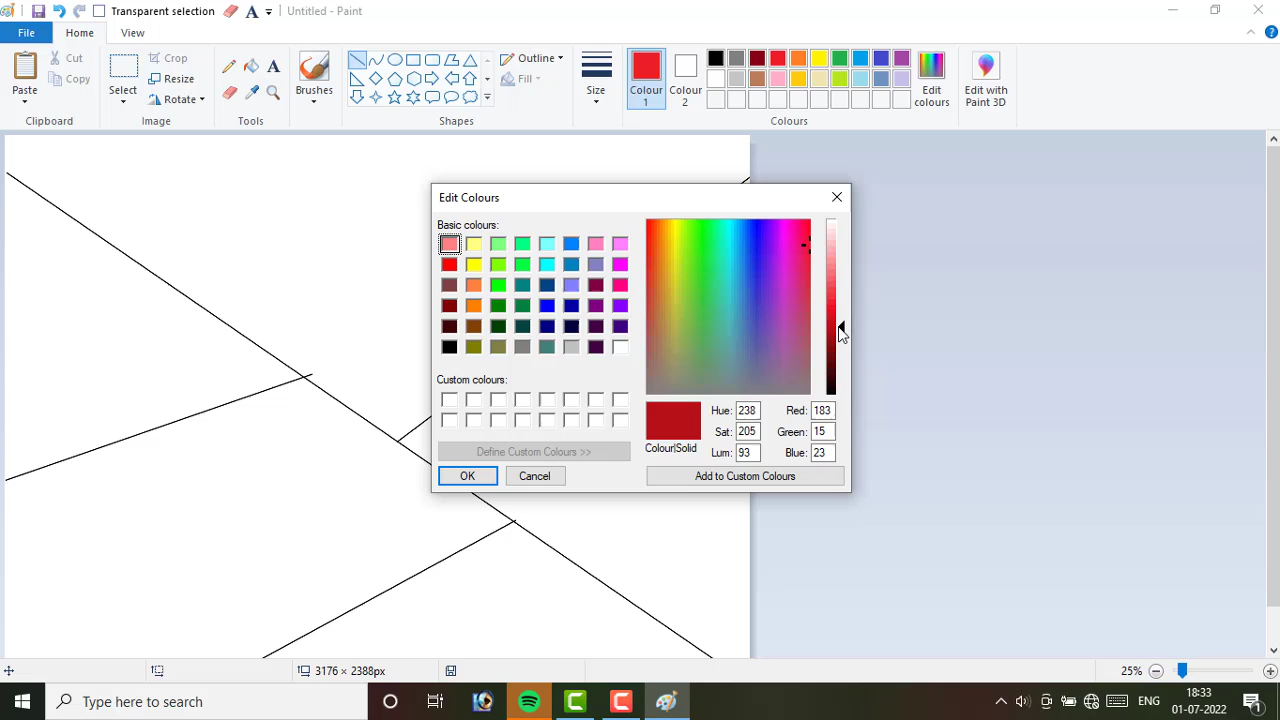 Transparent selection
A
Untitled - Paint
File
Home
View
Paste
Cut
Copy
Clipboard
Select
Crop
Resize
Rotate
Image
A
Tools
Brushes
Shapes
Outline
Fill
Size
Colour
1
Colour
2
Edit
colours
Colours
Edit with
Paint 3D
Edit Colours
Basic colours:
Custom colours:
Define Custom Colours >>
OK
Cancel
Colour|Solid
Hue: 238
Sat: 205
Lum: 93
Red: 183
Green: 15
Blue: 23
Add to Custom Colours
3176 × 2388px
25%
Type here to search
ENG
18:33
01-07-2022
1